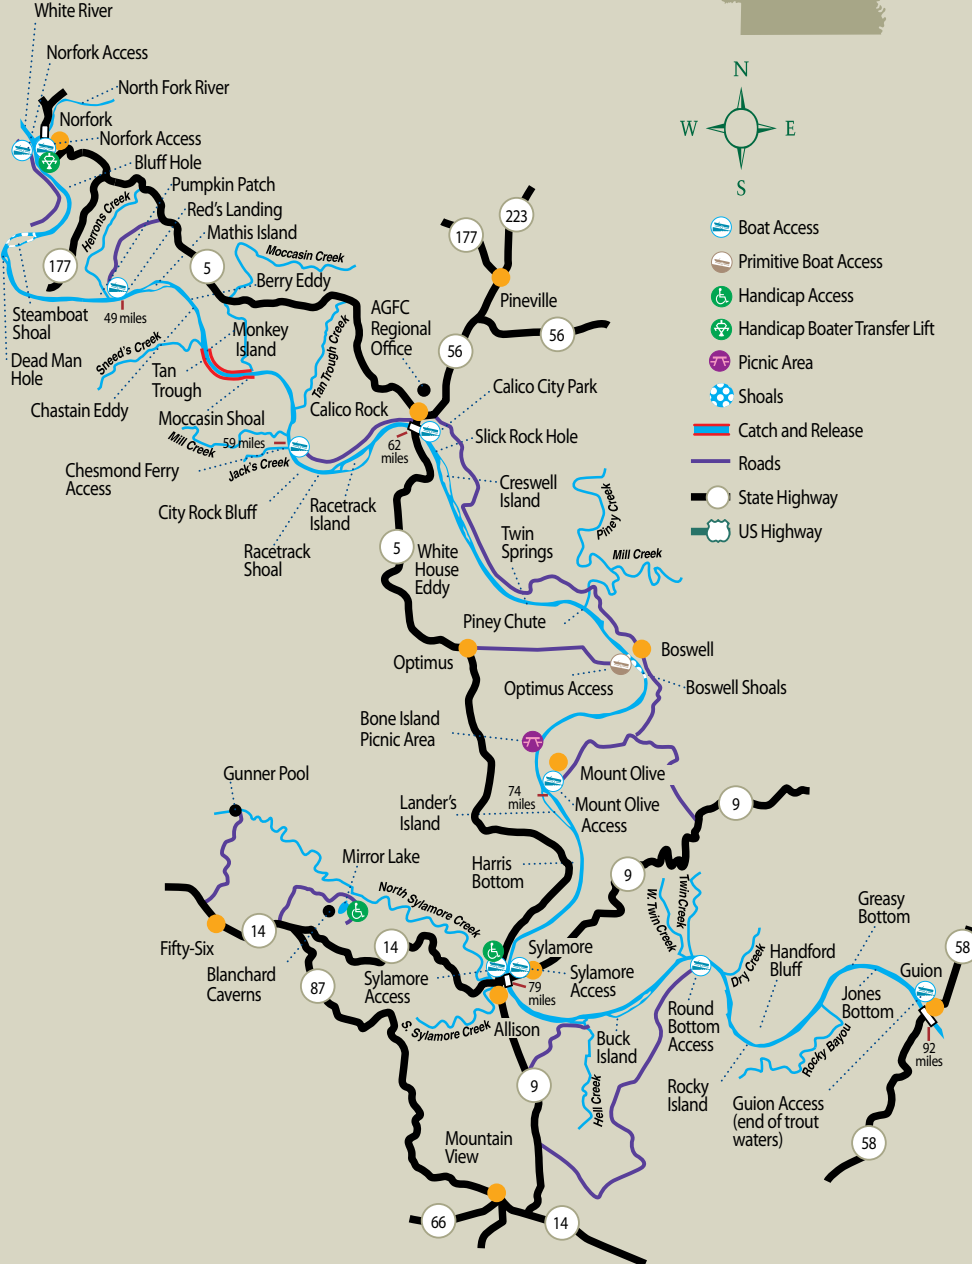 White River
Norfork Access
North Fork River
Norfork
Norfork Access
Bluff Hole
Pumpkin Patch
Red's Landing
Mathis Island
Herrons Creek
Moccasin Creek
Berry Eddy
177
5
Steamboat
Shoal
49 miles
Dead Man
Hole
Sneed's Creek
Chastain Eddy
Tan
Trough
Monkey
Island
Tan Trough Creek
Moccasin Shoal
Mill Creek
59 miles
Jack's Creek
Chesmond Ferry
Access
City Rock Bluff
Racetrack
Shoal
Racetrack
Island
AGFC
Regional
Office
Calico Rock
62
miles
177
223
Pineville
56
56
Calico City Park
Slick Rock Hole
Creswell
Island
Twin
Springs
Piney Creek
Mill Creek
5
White
House
Eddy
Piney Chute
Optimus
Boswell
Optimus Access
Boswell Shoals
Bone Island
Picnic Area
Mount Olive
74
miles
Mount Olive
Access
Lander's
Island
Harris
Bottom
9
9
Gunner Pool
Mirror Lake
North Sylamore Creek
Fifty-Six
14
14
Blanchard
Caverns
87
Sylamore
Access
Sylamore
Sylamore
Access
79
miles
S. Sylamore Creek
Allison
W. Twin Creek
Twin Creek
Dry Creek
Handford
Bluff
Greasy
Bottom
58
Guion
Jones
Bottom
Round
Bottom
Access
Buck
Island
Hell Creek
9
Rocky
Island
Rocky Bayou
92
miles
Guion Access
(end of trout
waters)
58
Mountain
View
66
14
N
W
E
S
Boat Access
Primitive Boat Access
Handicap Access
Handicap Boater Transfer Lift
Picnic Area
Shoals
Catch and Release
Roads
State Highway
US Highway